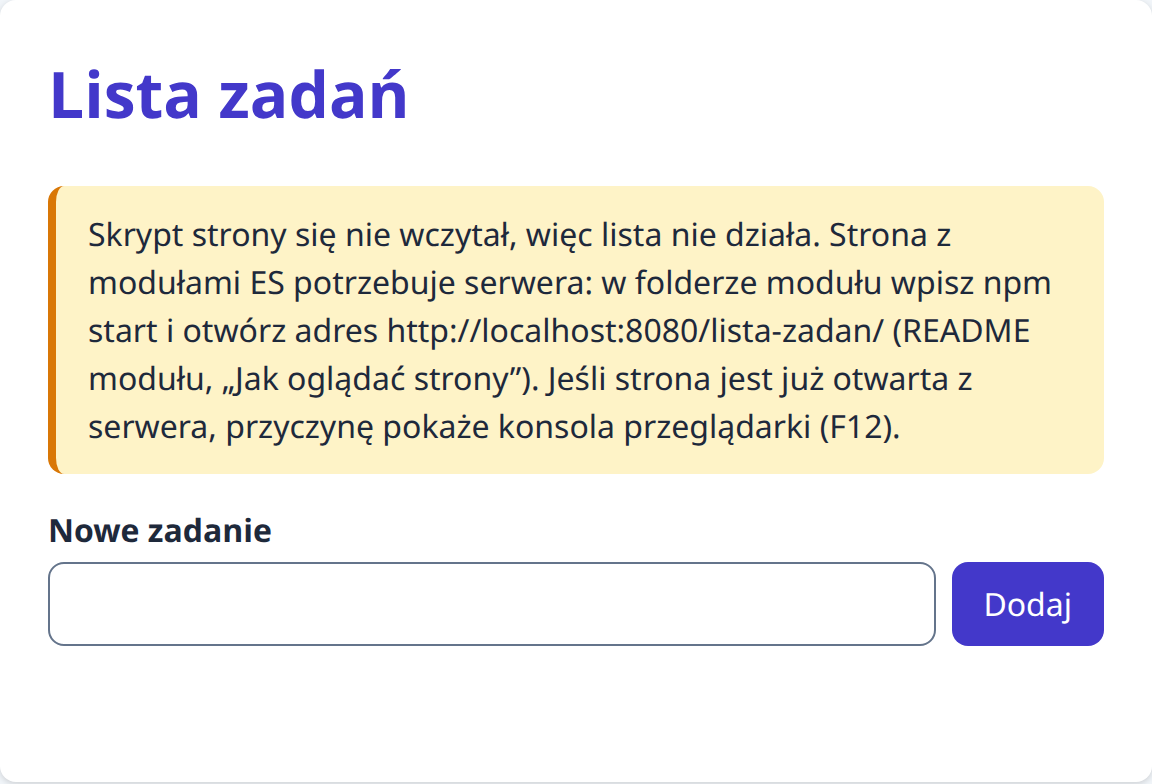 Lista zadań
Skrypt strony się nie wczytał, więc lista nie działa. Strona z
modułami ES potrzebuje serwera: w folderze modułu wpisz npm
start i otwórz adres http://localhost:8080/lista-zadan/ (README
modułu, „Jak oglądać strony”). Jeśli strona jest już otwarta z
serwera, przyczynę pokaże konsola przeglądarki (F12).
Nowe zadanie
Dodaj